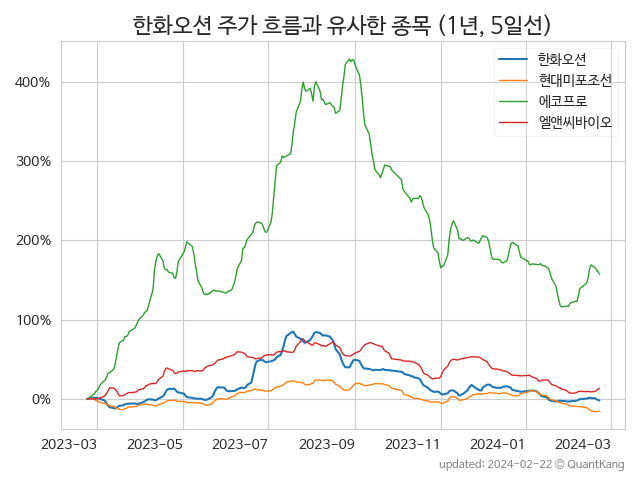 한화오션 주가 흐름과 유사한 종목 (1년, 5일선)
한화오션
현대미포조선
에코프로
엘앤씨바이오
400%
300%
200%
100%
0%
2023-03 2023-05 2023-07 2023-09 2023-11 2024-01 2024-03
updated: 2024-02-22 © QuantKang